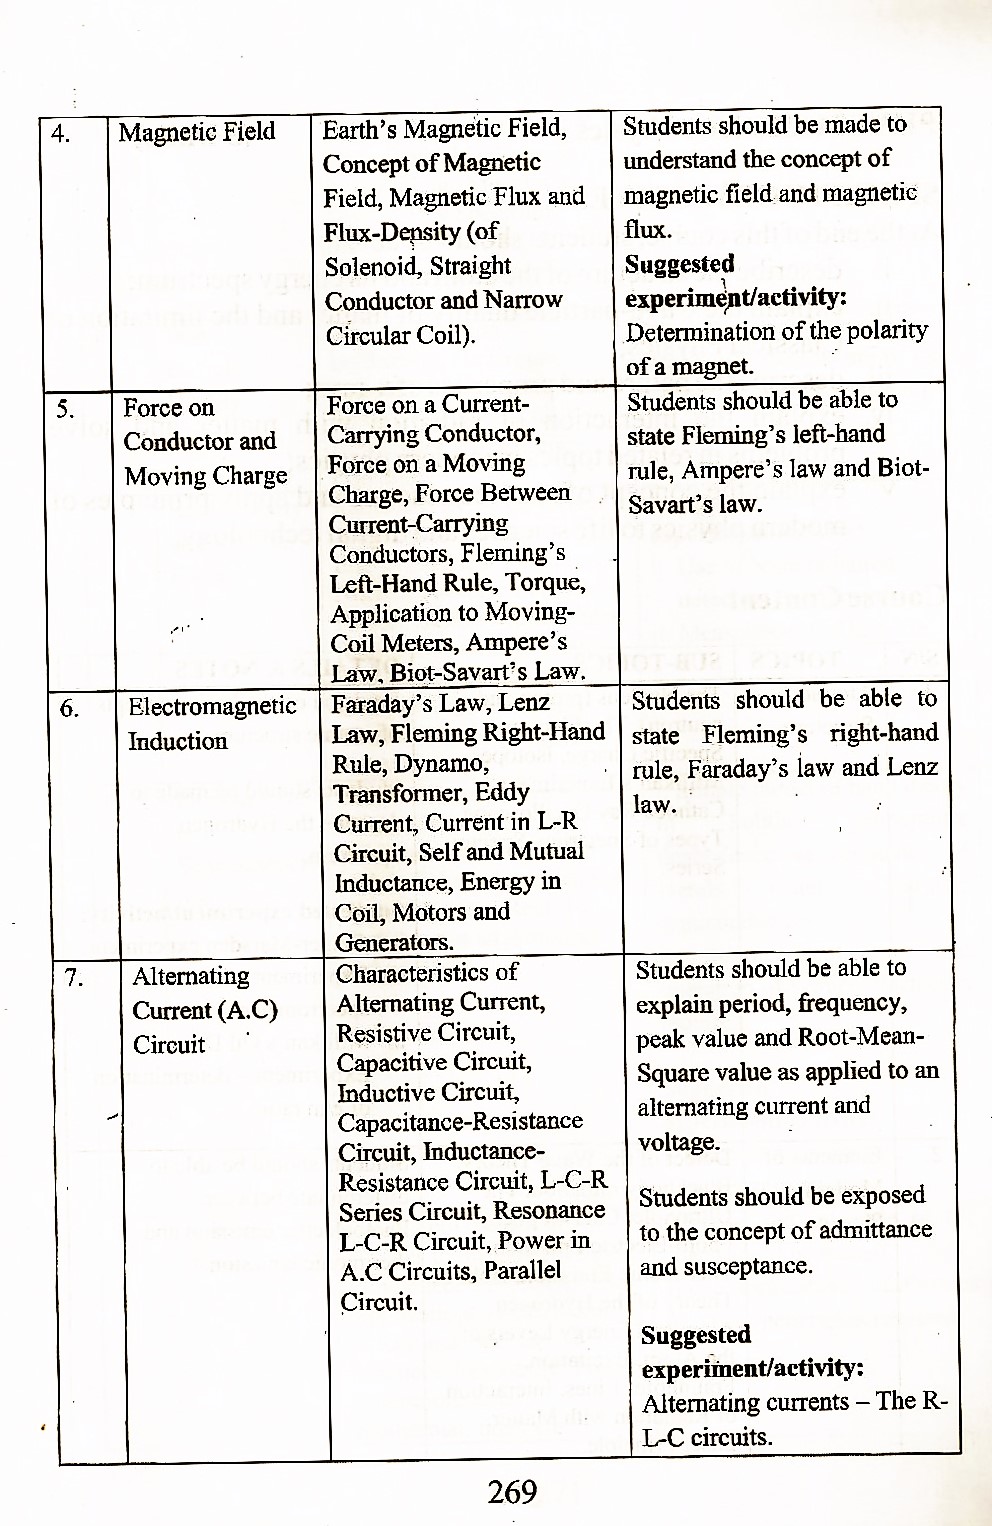 4.
Magnetic Field
Earth's Magnetic Field,
Concept of Magnetic
Field, Magnetic Flux and
Flux-Density (of
Solenoid, Straight
Conductor and Narrow
Circular Coil).
Students should be made to
understand the concept of
magnetic field and magnetic
flux.
Suggested
experiment/activity:
Determination of the polarity
of a magnet.
5.
Force on
Conductor and
Moving Charge
Force on a Current-
Carrying Conductor,
Force on a Moving
Charge, Force Between
Current-Carrying
Conductors, Fleming's
Left-Hand Rule, Torque,
Application to Moving-
Coil Meters, Ampere's
Law, Biot-Savart's Law.
Students should be able to
state Fleming's left-hand
rule, Ampere's law and Biot-
Savart's law.
6.
Electromagnetic
Induction
Faraday's Law, Lenz
Law, Fleming Right-Hand
Rule, Dynamo,
Transformer, Eddy
Current, Current in L-R
Circuit, Self and Mutual
Inductance, Energy in
Coil, Motors and
Generators.
Students should be able to
state Fleming's right-hand
rule, Faraday's law and Lenz
law.
7.
Alternating
Current (A.C)
Circuit
Characteristics of
Alternating Current,
Resistive Circuit,
Capacitive Circuit,
Inductive Circuit,
Capacitance-Resistance
Circuit, Inductance-
Resistance Circuit, L-C-R
Series Circuit, Resonance
L-C-R Circuit, Power in
A.C Circuits, Parallel
Circuit.
Students should be able to
explain period, frequency,
peak value and Root-Mean-
Square value as applied to an
alternating current and
voltage.
Students should be exposed
to the concept of admittance
and susceptance.
Suggested
experiment/activity:
Alternating currents – The R-
L-C circuits.
269